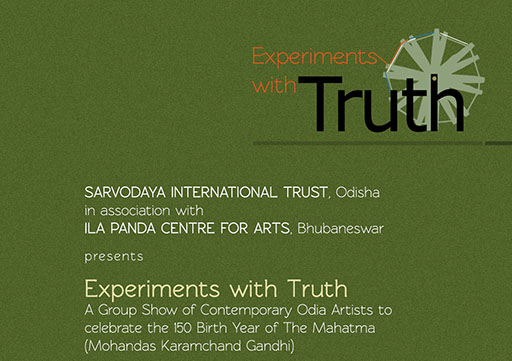 Experiments
with Truth
SARVODAYA INTERNATIONAL TRUST, Odisha
in association with
ILA PANDA CENTRE FOR ARTS, Bhubaneswar
presents
Experiments with Truth
A Group Show of Contemporary Odia Artists to
celebrate the 150 Birth Year of The Mahatma
(Mohandas Karamchand Gandhi)